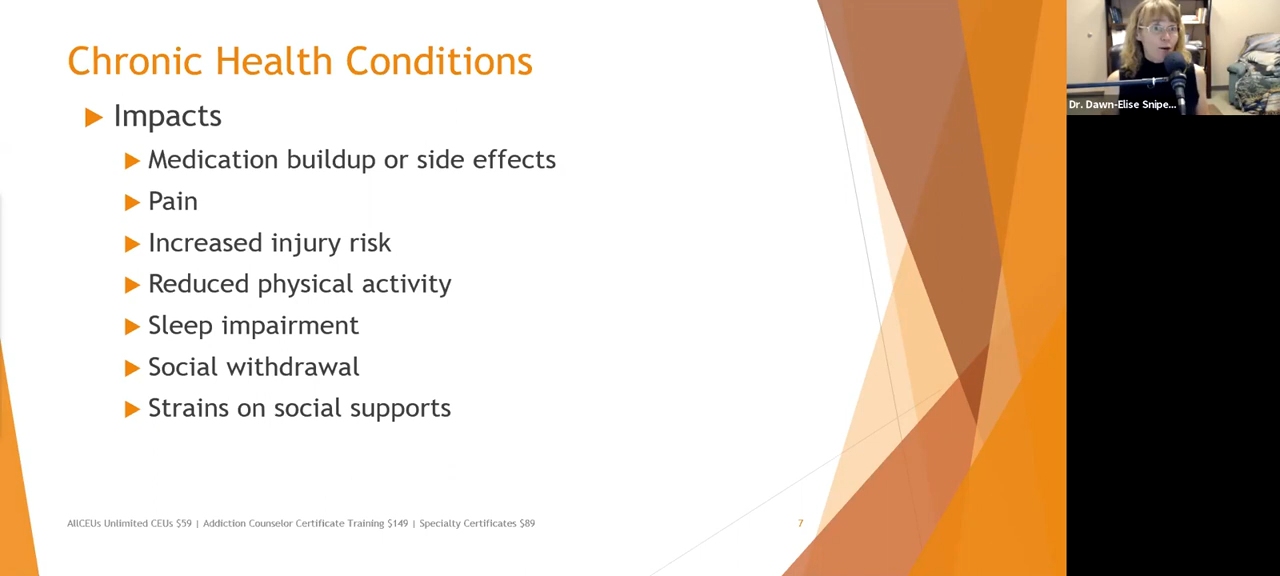 Chronic Health Conditions
Impacts
Medication buildup or side effects
Pain
Increased injury risk
Reduced physical activity
Sleep impairment
Social withdrawal
Strains on social supports
AllCEUs Unlimited CEUs $59 | Addiction Counselor Certificate Training $149 | Specialty Certificates $89
7
Dr. Dawn-Elise Snipe...